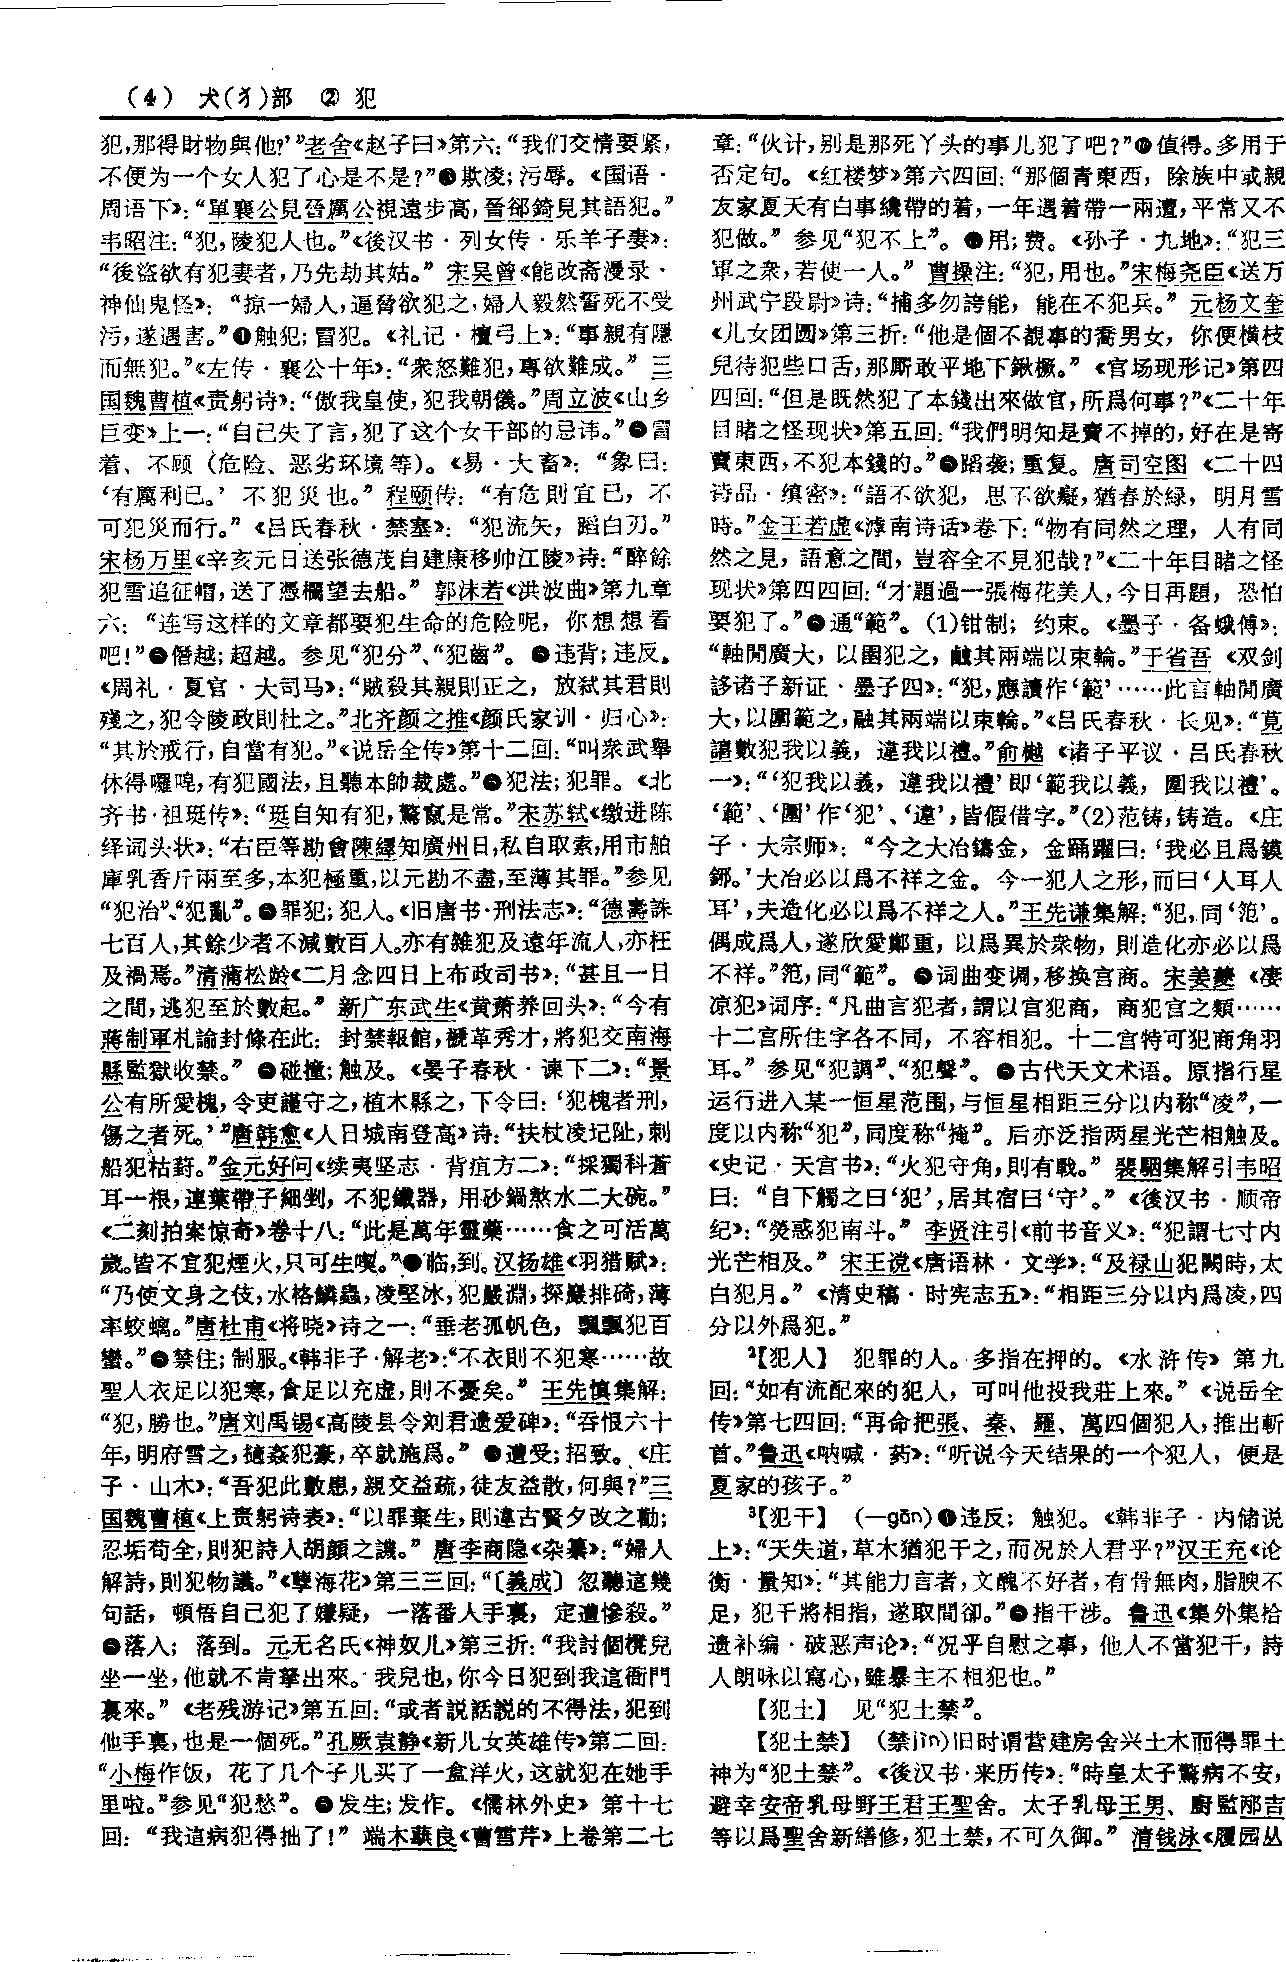 (4) 犬(犭)部 ② 犯
犯,那得財物與他?’”老舍《赵子曰》第六:“我们交情要紧,
不便为一个女人犯了心是不是?”❸欺凌;污辱。《国语·
周语下》:“單襄公見晉厲公視遠步高,晉郤錡見其語犯。”
韦昭注:“犯,陵犯人也。”《後汉书·列女传·乐羊子妻》:
“後盜欲有犯妻者,乃先劫其姑。” 宋吴曾《能改斋漫录·
神仙鬼怪》: “掠一婦人,逼脅欲犯之,婦人毅然誓死不受
污,遂遇害。”❹触犯;冒犯。《礼记·檀弓上》:“事親有隱
而無犯。”《左传·襄公十年》:“衆怒難犯,專欲難成。” 三
国魏曹植《责躬诗》:“傲我皇使,犯我朝儀。”周立波《山乡
巨变》上一:“自己失了言,犯了这个女干部的忌讳。”❺冒
着、不顾(危险、恶劣环境等)。《易·大畜》: “象曰:
‘有厲利已。’ 不犯災也。” 程颐传: “有危則宜已, 不
可犯災而行。” 《吕氏春秋·禁塞》: “犯流矢, 蹈白刃。”
宋杨万里《辛亥元日送张德茂自建康移帅江陵》诗:“醉餘
犯雪追征帽,送了憑欄望去船。” 郭沫若《洪波曲》第九章
六: “连写这样的文章都要犯生命的危险呢, 你想想看
吧!”❻僭越;超越。参见“犯分”、“犯齒”。 ❼违背;违反。
《周礼·夏官·大司马》:“賊殺其親則正之, 放弑其君則
殘之,犯令陵政則杜之。”北齐颜之推《颜氏家训·归心》:
“其於戒行,自當有犯。”《说岳全传》第十二回:“叫衆武舉
休得囉唣,有犯國法,且聽本帥裁處。”❽犯法;犯罪。《北
齐书·祖珽传》:“珽自知有犯,驚竄是常。”宋苏轼《缴进陈
绎词头状》:“右臣等勘會陳繹知廣州日,私自取索,用市舶
庫乳香斤兩至多,本犯極重,以元勘不盡,至薄其罪。”参见
“犯治”、“犯亂”。❾罪犯;犯人。《旧唐书·刑法志》:“德壽誅
七百人,其餘少者不減數百人。亦有雜犯及遠年流人,亦枉
及禍焉。”清蒲松龄《二月念四日上布政司书》:“甚且一日
之間,逃犯至於數起。” 新广东武生《黄萧养回头》:“今有
蔣制軍札諭封條在此: 封禁報館,褫革秀才,將犯交南海
縣監獄收禁。” ❿碰撞;触及。《晏子春秋·谏下二》:“景
公有所愛槐,令吏謹守之,植木縣之,下令曰:‘犯槐者刑,
傷之者死。’”唐韩愈《人日城南登高》诗:“扶杖凌圮阯,刺
船犯枯葑。”金元好问《续夷坚志·背疽方二》:“採獨科蒼
耳一根,連葉帶子細剉, 不犯鐵器, 用砂鍋熬水二大碗。”
《二刻拍案惊奇》卷十八:“此是萬年靈藥……食之可活萬
歲。皆不宜犯煙火,只可生嚼。”⓫临,到。汉扬雄《羽猎赋》:
“乃使文身之伎,水格鱗蟲,凌堅冰,犯嚴淵,探巖排碕,薄
索蛟螭。”唐杜甫《将晓》诗之一:“垂老孤帆色, 飄飄犯百
蠻。”⓬禁住;制服。《韩非子·解老》:“不衣則不犯寒……故
聖人衣足以犯寒,食足以充虚,則不憂矣。” 王先慎集解:
“犯,勝也。”唐刘禹锡《高陵县令刘君遗爱碑》:“吞恨六十
年,明府雪之,擿姦犯豪,卒就施爲。” ⓭遭受;招致。《庄
子·山木》:“吾犯此數患,親交益疏,徒友益散,何與?”三
国魏曹植《上责躬诗表》:“以罪棄生,則違古賢夕改之勸;
忍垢苟全,則犯詩人胡顔之譏。” 唐李商隐《杂纂》:“婦人
解詩,則犯物議。”《孽海花》第三三回:“〔義成〕忽聽這幾
句話, 頓悟自己犯了嫌疑, 一落番人手裏, 定遭慘殺。”
⓮落入; 落到。元无名氏《神奴儿》第三折:“我討個櫈兒
坐一坐,他就不肯拏出來。我兒也,你今日犯到我這衙門
裏來。” 《老残游记》第五回:“或者説話説的不得法,犯到
他手裏,也是一個死。”孔厥袁静《新儿女英雄传》第二回:
“小梅作饭, 花了几个子儿买了一盒洋火,这就犯在她手
里啦。”参见“犯愁”。⓯发生;发作。《儒林外史》第十七
回: “我這病犯得拙了!” 端木蕻良《曹雪芹》上卷第二七
章:“伙计,别是那死丫头的事儿犯了吧?”⓰值得。多用于
否定句。《红楼梦》第六四回:“那個青東西, 除族中或親
友家夏天有白事纔帶的着,一年遇着帶一兩遭,平常又不
犯做。” 参见“犯不上”。⓱用;费。《孙子·九地》:“犯三
軍之衆,若使一人。” 曹操注:“犯,用也。”宋梅尧臣《送万
州武宁段尉》诗:“捕多勿誇能, 能在不犯兵。” 元杨文奎
《儿女团圆》第三折:“他是個不覩事的喬男女, 你便橫枝
兒待犯些口舌,那厮敢平地下鍬橛。” 《官场现形记》第四
四回:“但是既然犯了本錢出來做官,所爲何事?”《二十年
目睹之怪现状》第五回:“我們明知是賣不掉的,好在是寄
賣東西,不犯本錢的。”⓲蹈袭;重复。唐司空图《二十四
诗品·缜密》:“語不欲犯, 思不欲癡,猶春於緑, 明月雪
時。”金王若虚《滹南诗话》卷下:“物有同然之理, 人有同
然之見, 語意之間, 豈容全不見犯哉?”《二十年目睹之怪
现状》第四四回:“才題過一張梅花美人,今日再題, 恐怕
要犯了。”⓳通“範”。(1)钳制; 约束。《墨子·备蛾傅》:
“軸閒廣大, 以圉犯之, 融其兩端以束輪。”于省吾《双剑
誃诸子新证·墨子四》:“犯,應讀作‘範’……此言軸閒廣
大,以圉範之,融其兩端以束輪。”《吕氏春秋·长见》:“莧
譆數犯我以義, 違我以禮。”俞樾《诸子平议·吕氏春秋
一》:“‘犯我以義, 違我以禮’即‘範我以義, 圍我以禮’。
‘範’、‘圍’作‘犯’、‘違’,皆假借字。”(2)范铸,铸造。《庄
子·大宗师》: “今之大冶鑄金, 金踊躍曰:‘我必且爲鏌
鋣。’大冶必以爲不祥之金。今一犯人之形,而曰‘人耳人
耳’,夫造化必以爲不祥之人。”王先谦集解:“犯,同‘笵’。
偶成爲人,遂欣愛鄭重, 以爲異於衆物, 則造化亦必以爲
不祥。”笵,同“範”。 ⓴词曲变调,移换宫商。宋姜夔《凄
凉犯》词序:“凡曲言犯者,謂以宫犯商, 商犯宫之類……
十二宫所住字各不同, 不容相犯。十二宫特可犯商角羽
耳。” 参见“犯調”、“犯聲”。 ㉑古代天文术语。原指行星
运行进入某一恒星范围,与恒星相距三分以内称“凌”,一
度以内称“犯”,同度称“掩”。后亦泛指两星光芒相触及。
《史记·天官书》:“火犯守角,則有戰。” 裴駰集解引韦昭
曰: “自下觸之曰‘犯’,居其宿曰‘守’。” 《後汉书·顺帝
纪》:“熒惑犯南斗。” 李贤注引《前书音义》:“犯謂七寸内
光芒相及。” 宋王谠《唐语林·文学》:“及禄山犯闕時,太
白犯月。” 《清史稿·时宪志五》:“相距三分以内爲凌,四
分以外爲犯。”
²【犯人】 犯罪的人。多指在押的。《水浒传》第九
回:“如有流配來的犯人, 可叫他投我莊上來。”《说岳全
传》第七四回:“再命把張、秦、羅、萬四個犯人,推出斬
首。”鲁迅《呐喊·药》:“听说今天结果的一个犯人, 便是
夏家的孩子。”
³【犯干】 (—gān)❶违反; 触犯。《韩非子·内储说
上》:“天失道,草木猶犯干之,而况於人君乎?”汉王充《论
衡·量知》:“其能力言者,文醜不好者,有骨無肉,脂腴不
足,犯干將相指,遂取間郤。”❷指干涉。鲁迅《集外集拾
遗补编·破恶声论》:“况乎自慰之事,他人不當犯干,詩
人朗咏以寫心,雖暴主不相犯也。”
【犯土】 见“犯土禁”。
【犯土禁】 (禁jìn)旧时谓营建房舍兴土木而得罪土
神为“犯土禁”。《後汉书·来历传》:“時皇太子驚病不安,
避幸安帝乳母野王君王聖舍。太子乳母王男、廚監邴吉
等以爲聖舍新繕修,犯土禁,不可久御。” 清钱泳《履园丛